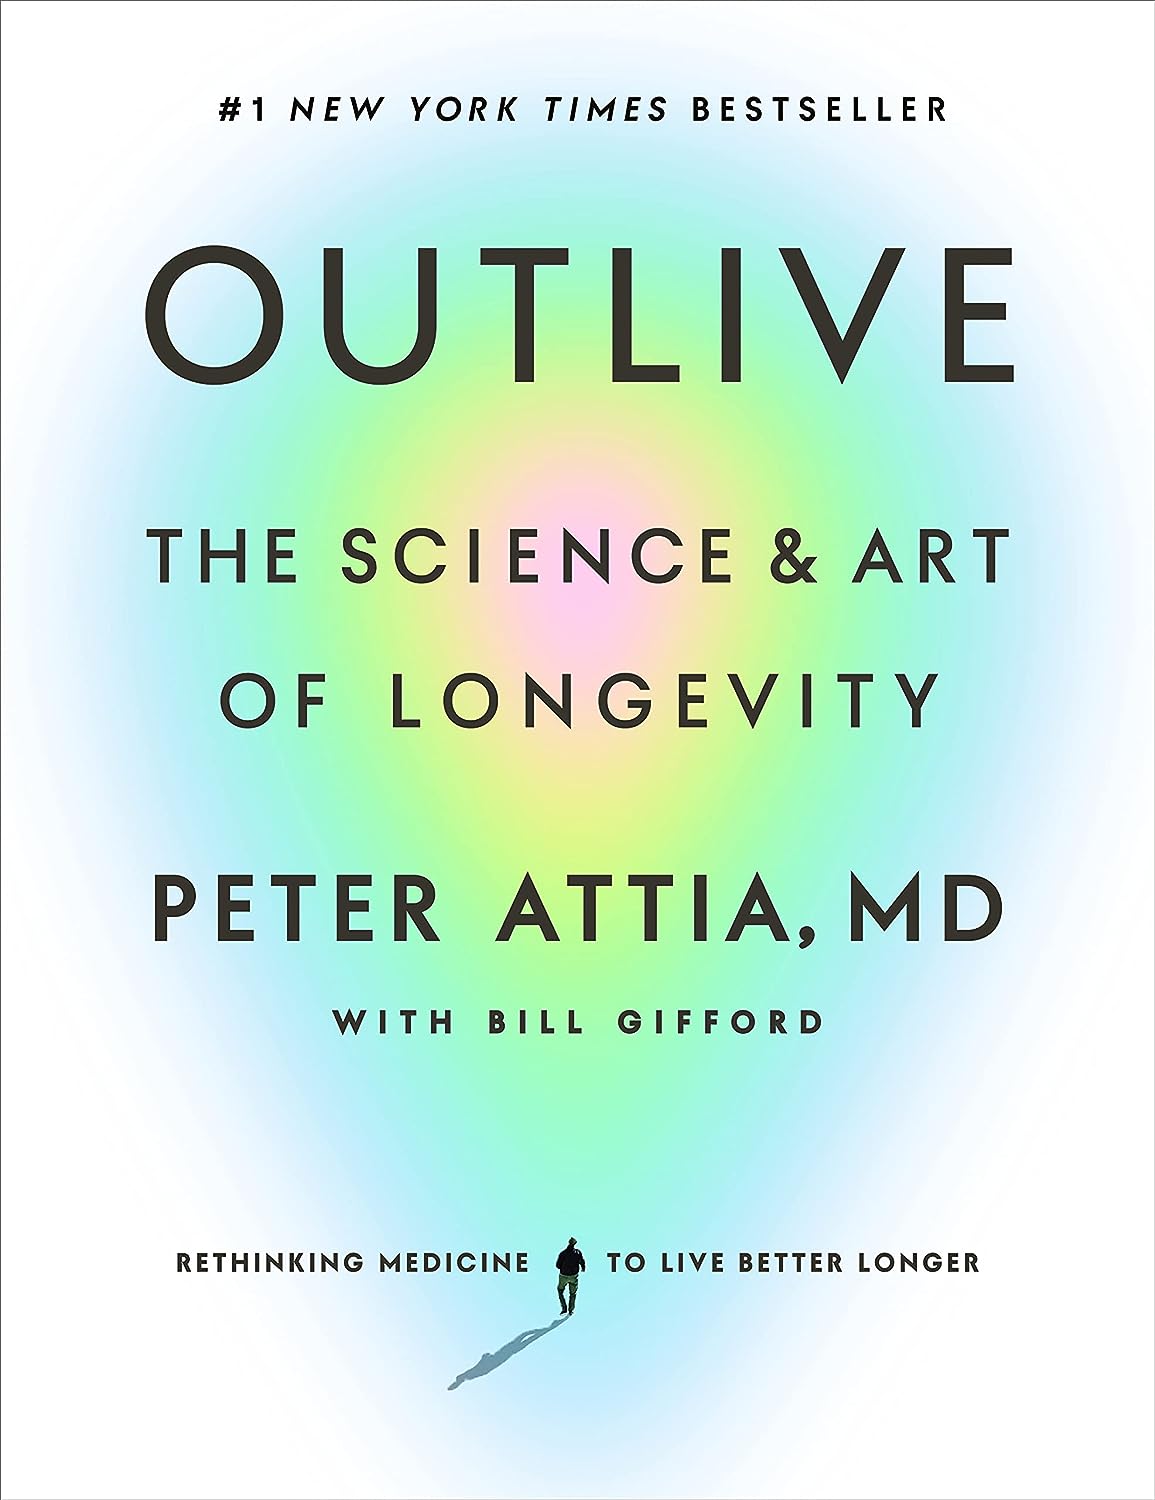 #1 NEW YORK TIMES BESTSELLER
OUTLIVE
THE SCIENCE & ART
OF LONGEVITY
PETER ATTIA, MD
WITH BILL GIFFORD
RETHINKING MEDICINE TO LIVE BETTER LONGER